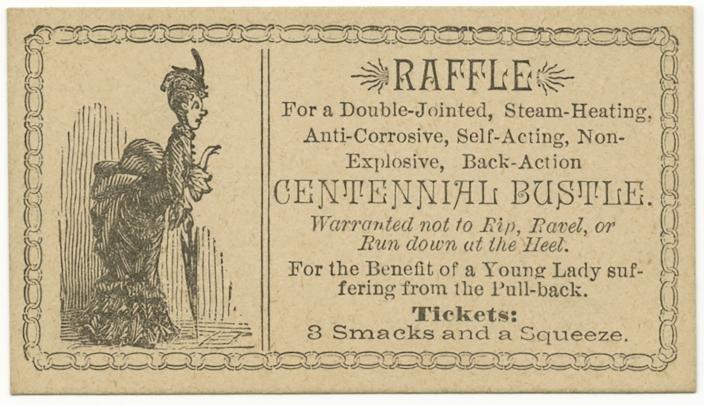 RAFFLE
For a Double-Jointed, Steam-Heating,
Anti-Corrosive, Self-Acting, Non-
Explosive, Back-Action
CENTENNIAL BUSTLE.
Warranted not to Rip, Ravel, or
Run down at the Heel.
For the Benefit of a Young Lady suf-
fering from the Pull-back.
Tickets:
3 Smacks and a Squeeze.